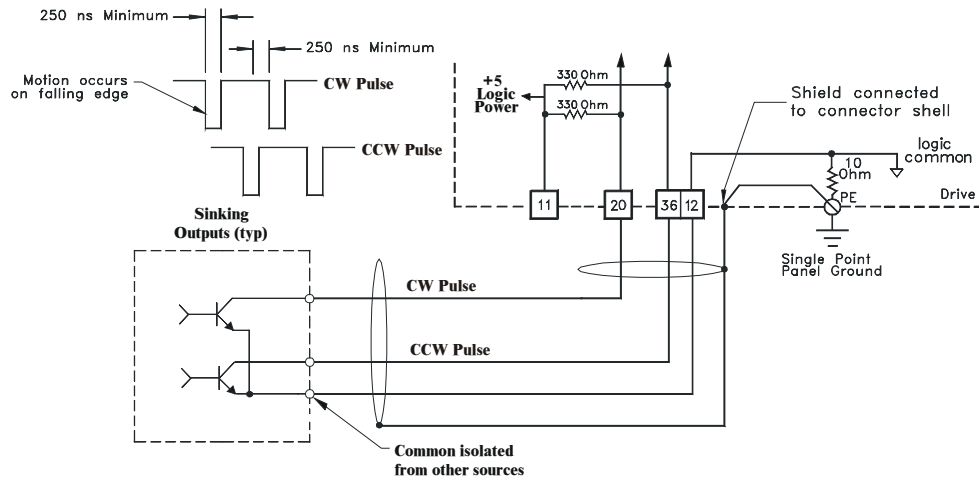 250 ns Minimum
250 ns Minimum
Motion occurs
on falling edge
CW Pulse
CCW Pulse
+5
Logic
Power
330 Ohm
330 Ohm
Shield connected
to connector shell
logic
common
10
Ohm
PE
Drive
11
20
36
12
Single Point
Panel Ground
Sinking
Outputs (typ)
CW Pulse
CCW Pulse
Common isolated
from other sources